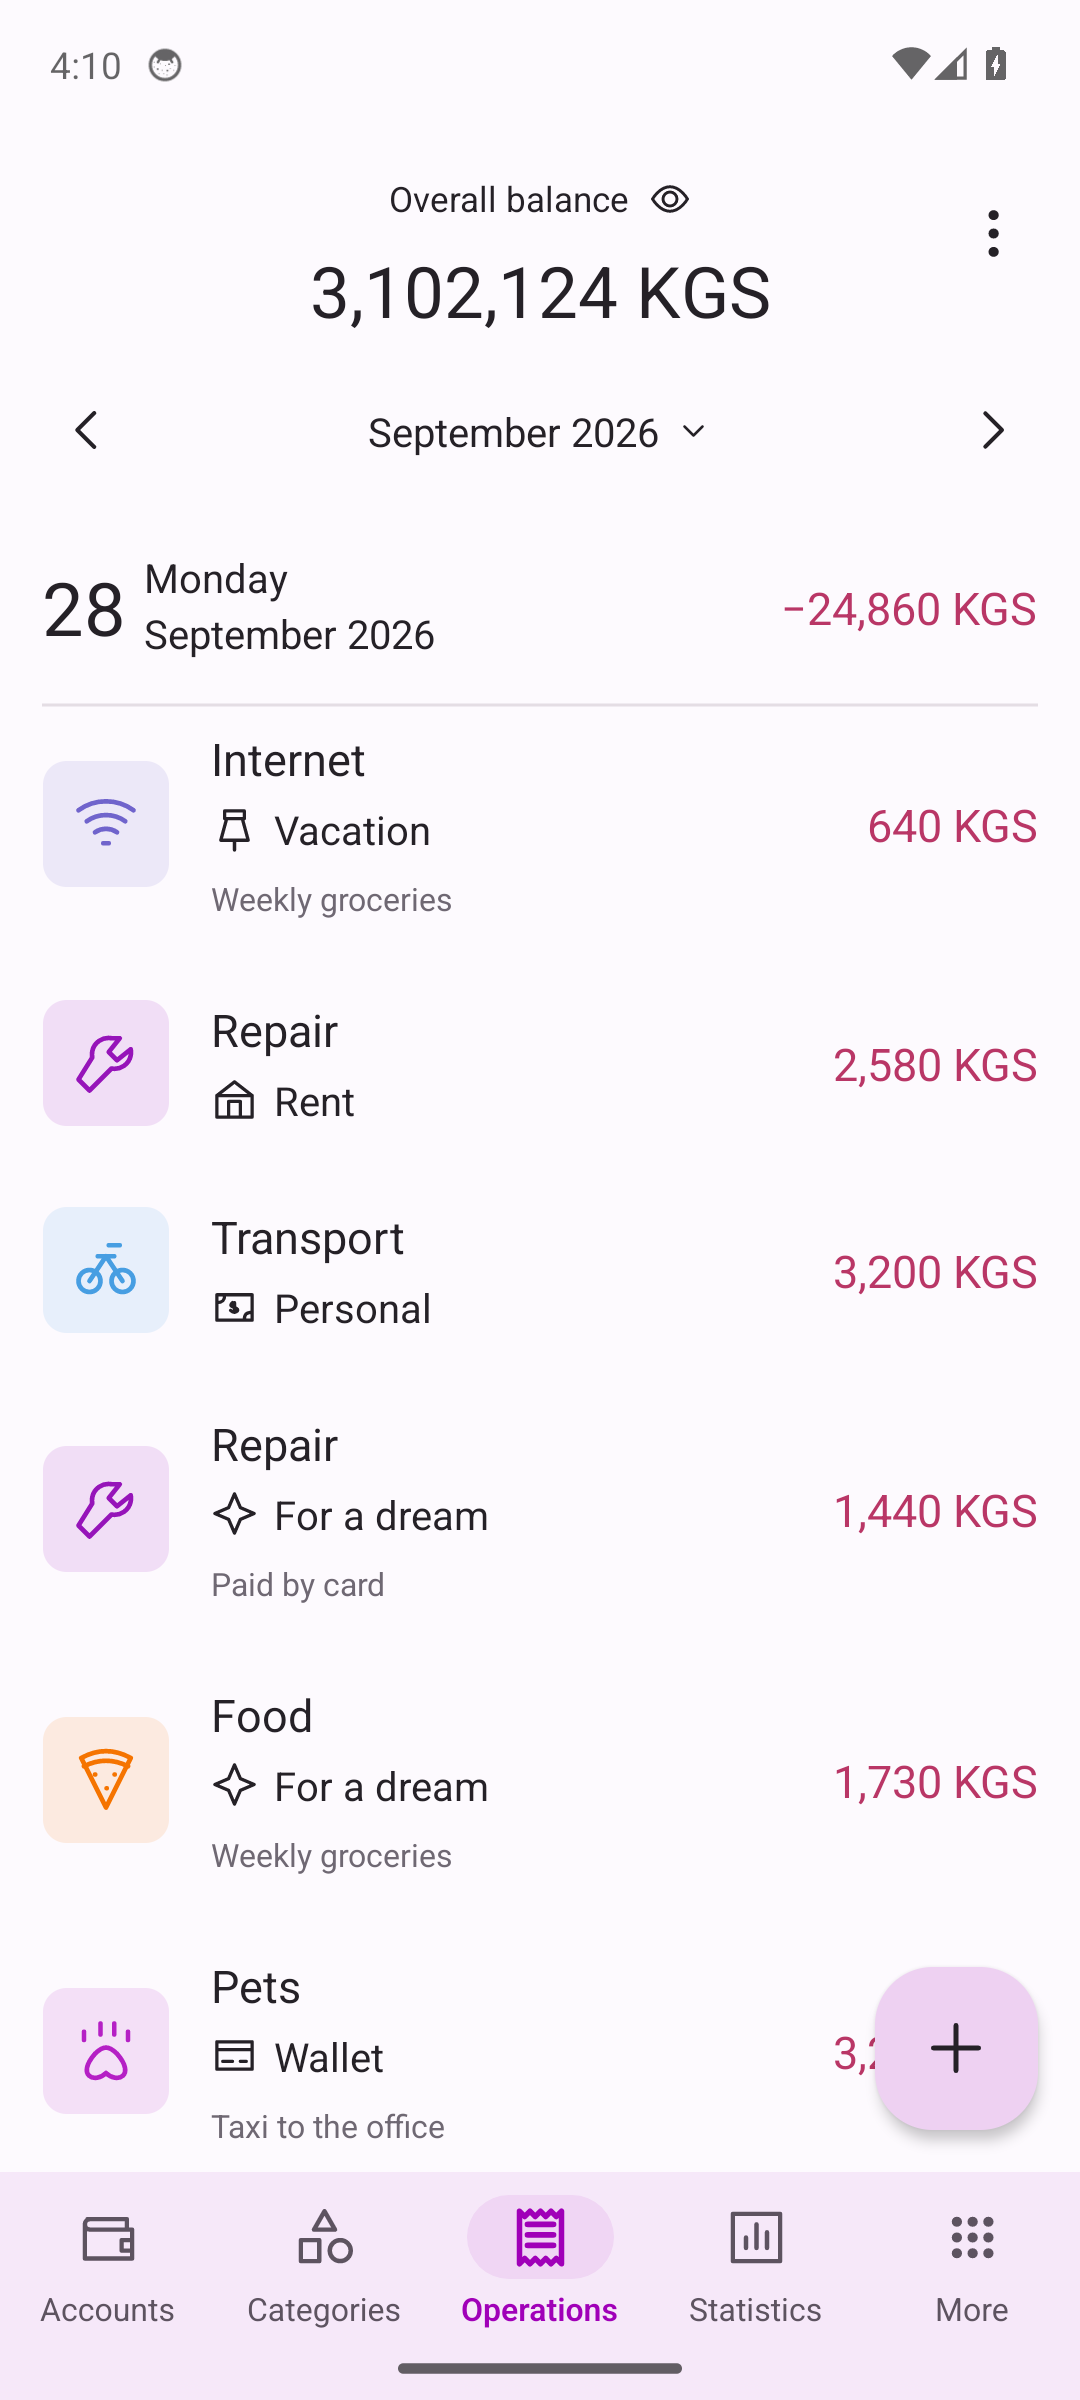 4:10
Overall balance
3,102,124 KGS
September 2026
28
Monday
September 2026
−24,860 KGS
Internet
Vacation
Weekly groceries
640 KGS
Repair
Rent
2,580 KGS
Transport
Personal
3,200 KGS
Repair
For a dream
Paid by card
1,440 KGS
Food
For a dream
Weekly groceries
1,730 KGS
Pets
Wallet
Taxi to the office
Accounts
Categories
Operations
Statistics
More